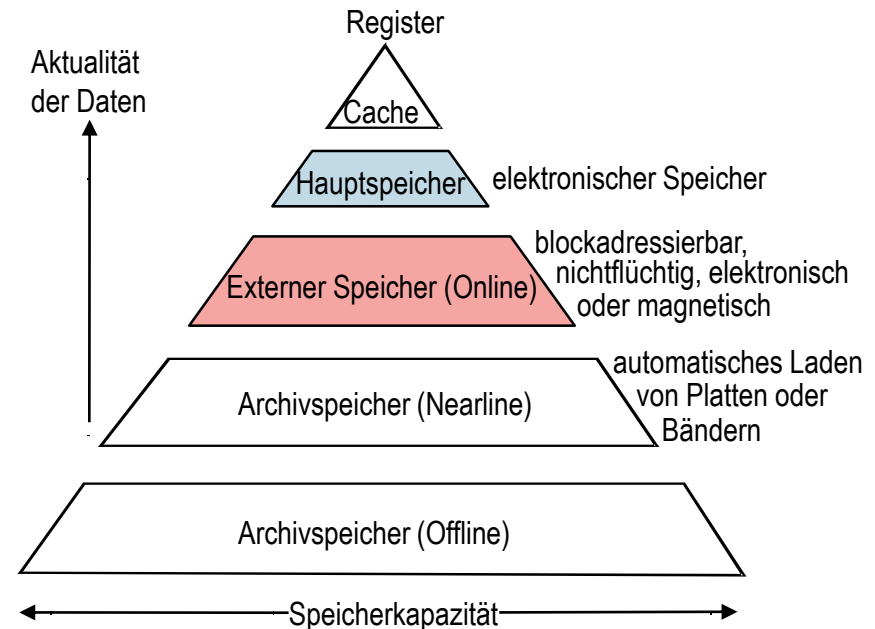 Register
Aktualität
der Daten
Cache
Hauptspeicher
elektronischer Speicher
blockadressierbar,
nichtflüchtig, elektronisch
oder magnetisch
Externer Speicher (Online)
automatisches Laden
von Platten oder
Bändern
Archivspeicher (Nearline)
Archivspeicher (Offline)
Speicherkapazität